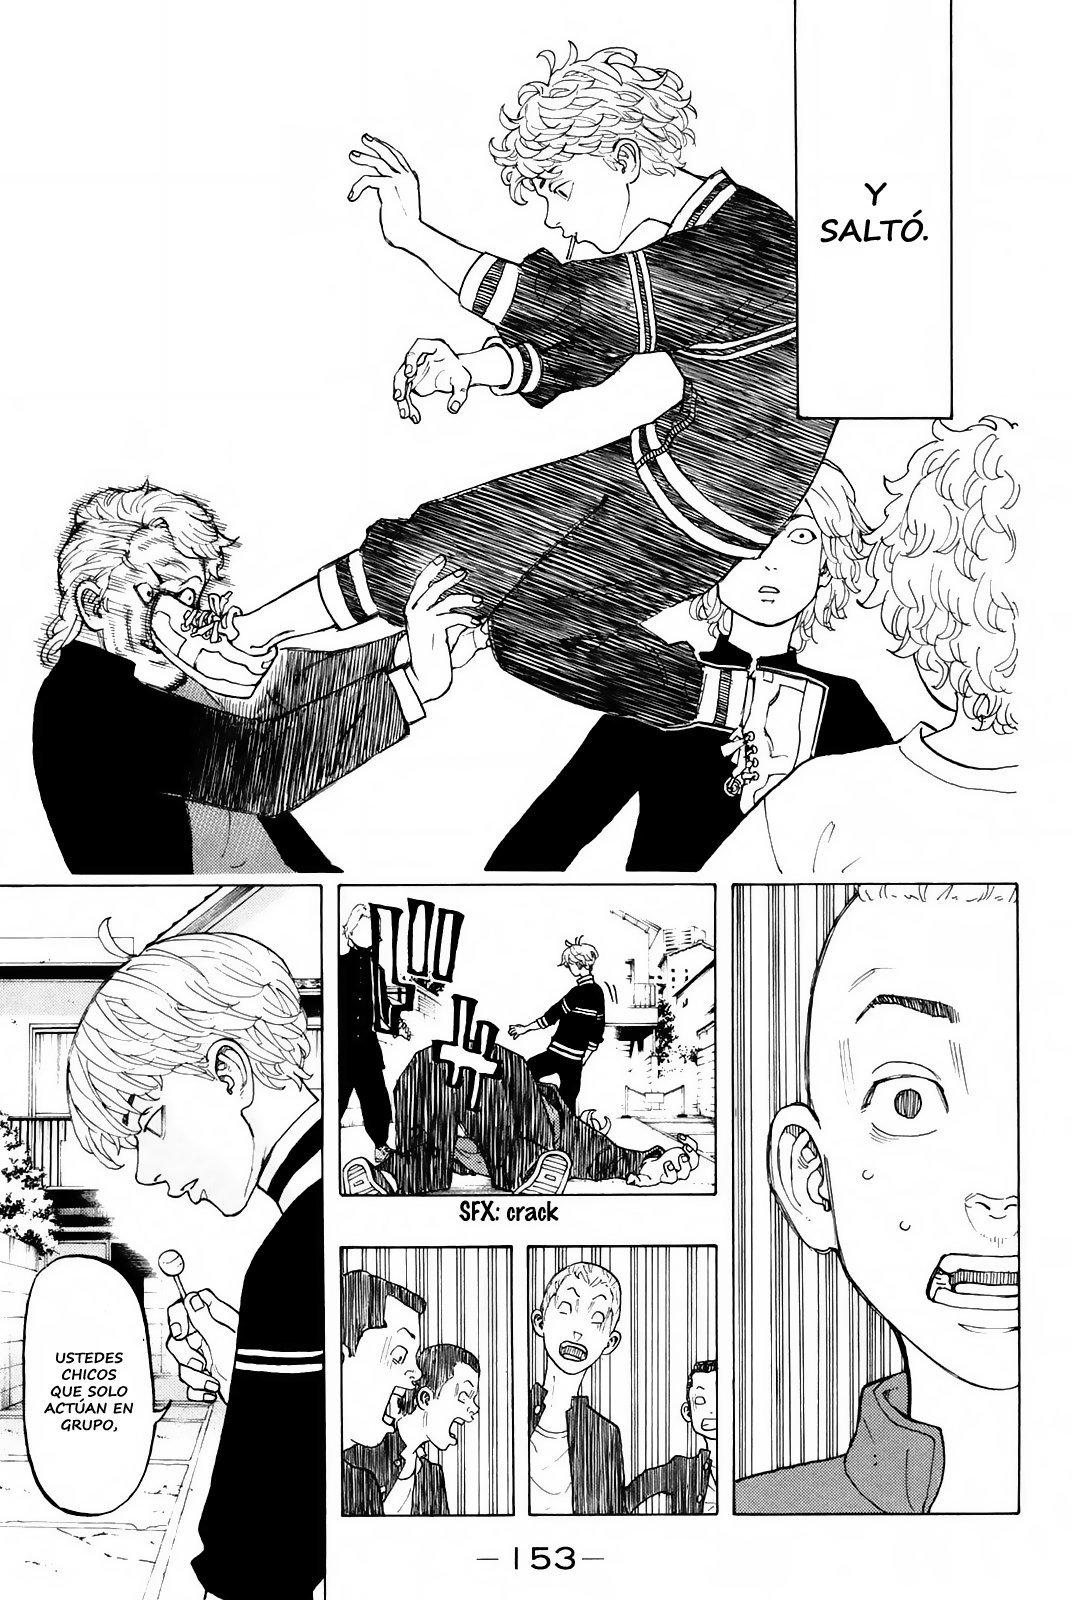 Y
SALTÓ.
SFX: crack
USTEDES
CHICOS
QUE SOLO
ACTÚAN EN
GRUPO,
—153—